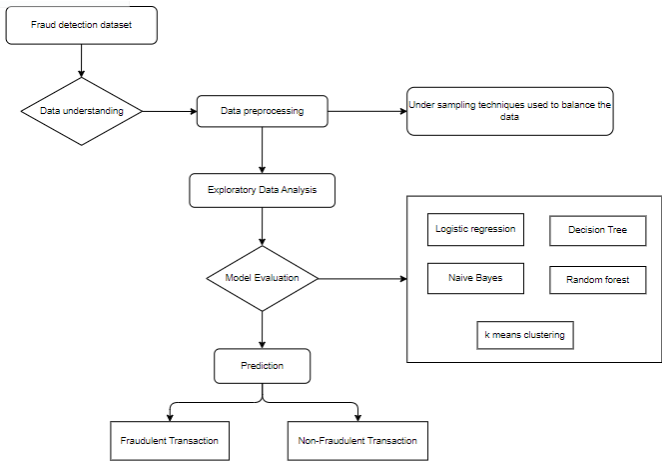 Fraud detection dataset
Data understanding
Data preprocessing
Under sampling techniques used to balance the
data
Exploratory Data Analysis
Logistic regression
Decision Tree
Model Evaluation
Naive Bayes
Random forest
k means clustering
Prediction
Fraudulent Transaction
Non-Fraudulent Transaction